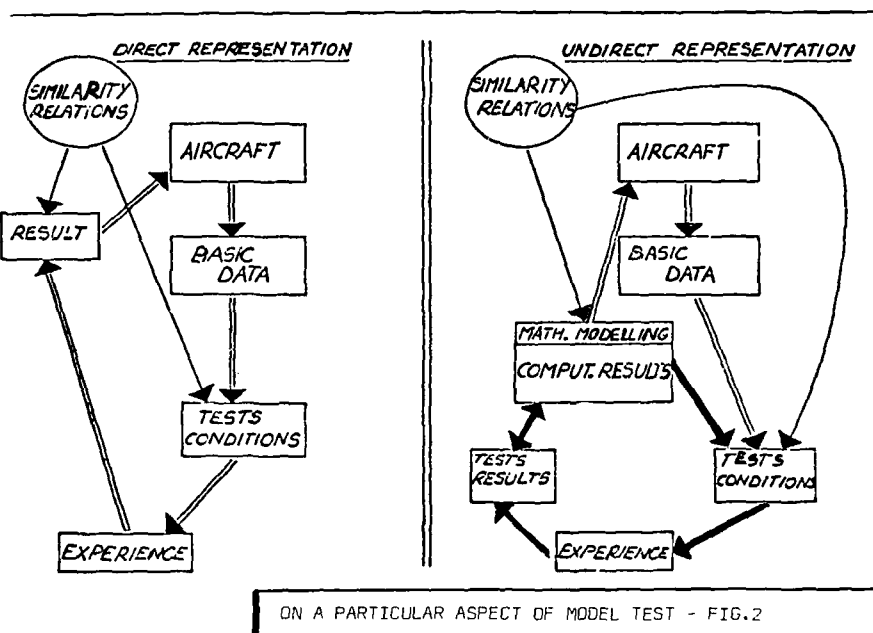 DIRECT REPRESENTATION
SIMILARITY
RELATIONS
AIRCRAFT
RESULT
BASIC
DATA
TESTS
CONDITIONS
EXPERIENCE
UNDIRECT REPRESENTATION
SIMILARITY
RELATIONS
AIRCRAFT
BASIC
DATA
MATH. MODELLING
COMPUT. RESULTS
TESTS
RESULTS
TESTS
CONDITIONS
EXPERIENCE
ON A PARTICULAR ASPECT OF MODEL TEST - FIG.2